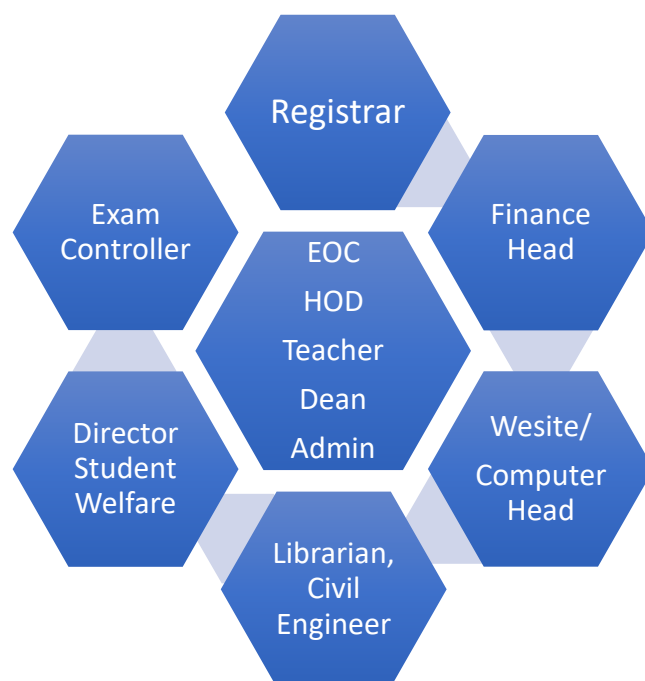 Registrar
Exam
Controller
Finance
Head
EOC
HOD
Teacher
Dean
Admin
Director
Student
Welfare
Wesite/
Computer
Head
Librarian,
Civil
Engineer